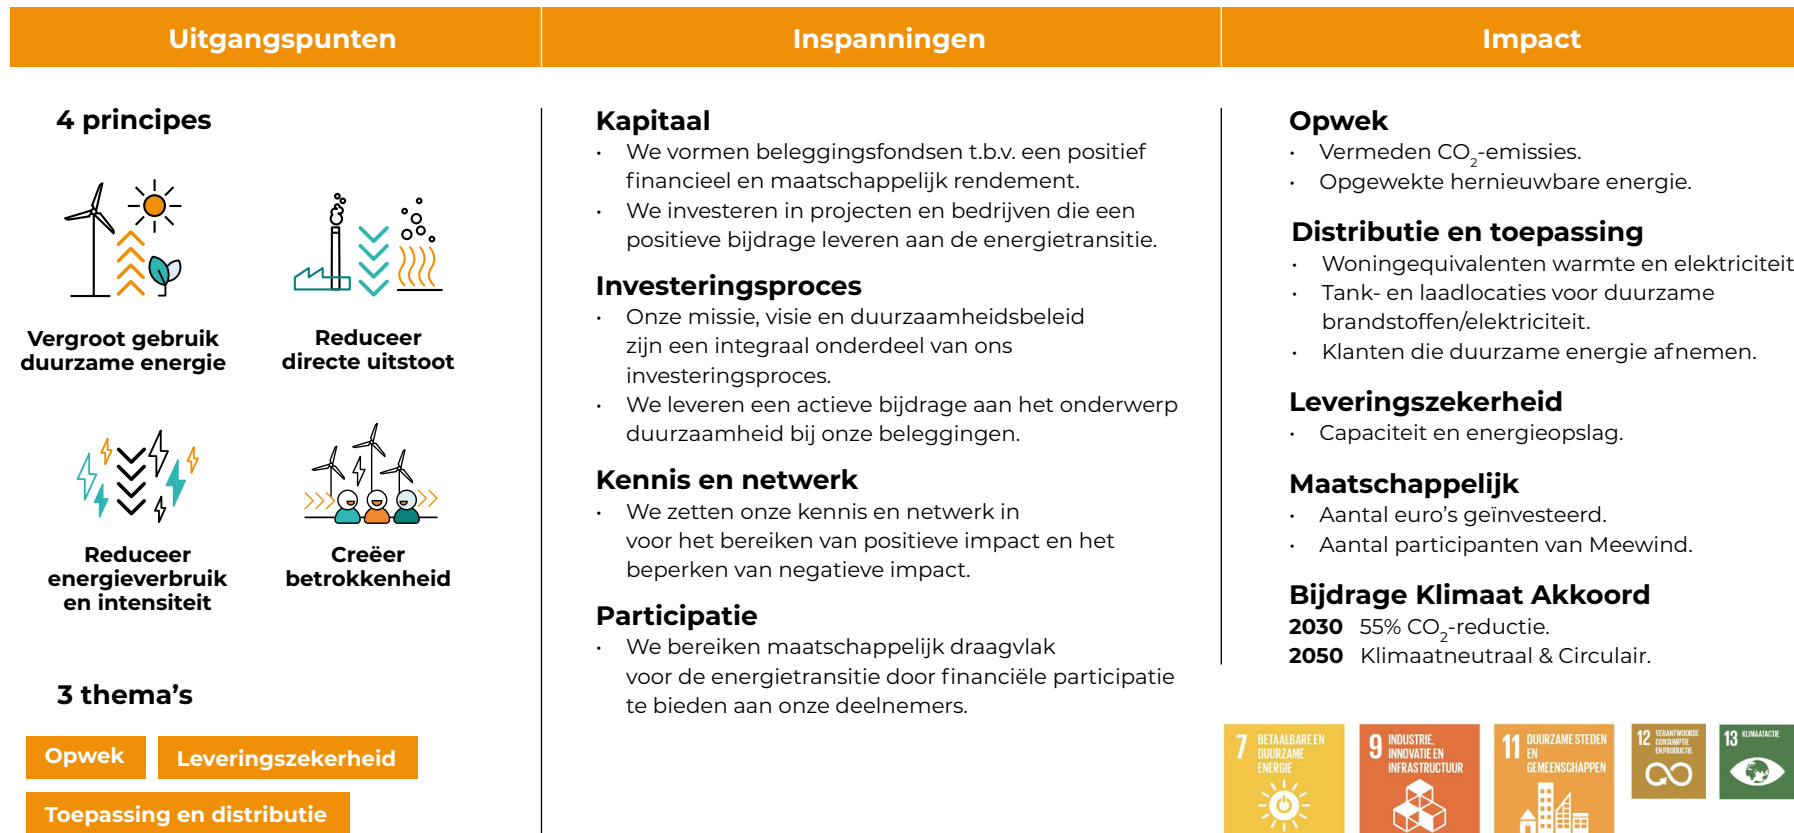 Uitgangspunten
4 principes
Vergroot gebruik
duurzame energie
Reduceer
directe uitstoot
Reduceer
energieverbruik
en intensiteit
Creëer
betrokkenheid
3 thema's
Opwek
Leveringszekerheid
Toepassing en distributie
Inspanningen
Kapitaal
• We vormen beleggingsfondsen t.b.v. een positief
financieel en maatschappelijk rendement.
• We investeren in projecten en bedrijven die een
positieve bijdrage leveren aan de energietransitie.
Investeringsproces
• Onze missie, visie en duurzaamheidsbeleid
zijn een integraal onderdeel van ons
investeringsproces.
• We leveren een actieve bijdrage aan het onderwerp
duurzaamheid bij onze beleggingen.
Kennis en netwerk
• We zetten onze kennis en netwerk in
voor het bereiken van positieve impact en het
beperken van negatieve impact.
Participatie
• We bereiken maatschappelijk draagvlak
voor de energietransitie door financiële participatie
te bieden aan onze deelnemers.
Impact
Opwek
• Vermeden CO₂-emissies.
• Opgewekte hernieuwbare energie.
Distributie en toepassing
• Woningequivalenten warmte en elektriciteit
• Tank- en laadlocaties voor duurzame
brandstoffen/elektriciteit.
• Klanten die duurzame energie afnemen.
Leveringszekerheid
• Capaciteit en energieopslag.
Maatschappelijk
• Aantal euro's geïnvesteerd.
• Aantal participanten van Meewind.
Bijdrage Klimaat Akkoord
2030 55% CO₂-reductie.
2050 Klimaatneutraal & Circulair.
7 BETAALBARE EN
DUURZAME
ENERGIE
9 INDUSTRIE,
INNOVATIE EN
INFRASTRUCTUUR
11 DUURZAME STEDEN
EN
GEMEENSCHAPPEN
12 VERANTWOORDE
CONSUMPTIE
EN PRODUCTIE
13 KLIMAATACTIE